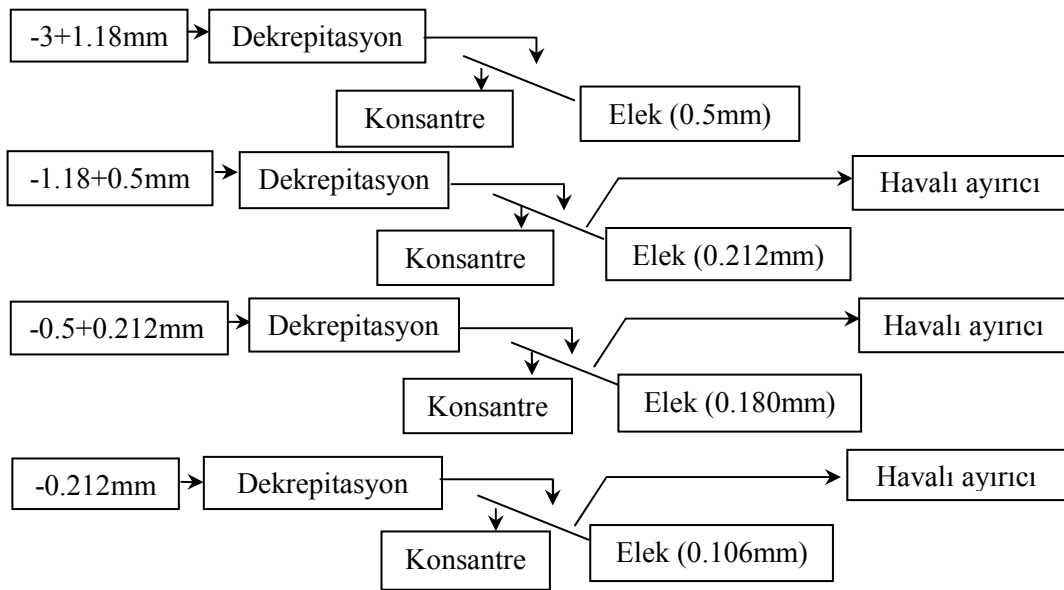 -3+1.18mm
Dekrepitasyon
Konsantre
Elek (0.5mm)
-1.18+0.5mm
Dekrepitasyon
Havalı ayırıcı
Konsantre
Elek (0.212mm)
-0.5+0.212mm
Dekrepitasyon
Havalı ayırıcı
Konsantre
Elek (0.180mm)
-0.212mm
Dekrepitasyon
Havalı ayırıcı
Konsantre
Elek (0.106mm)